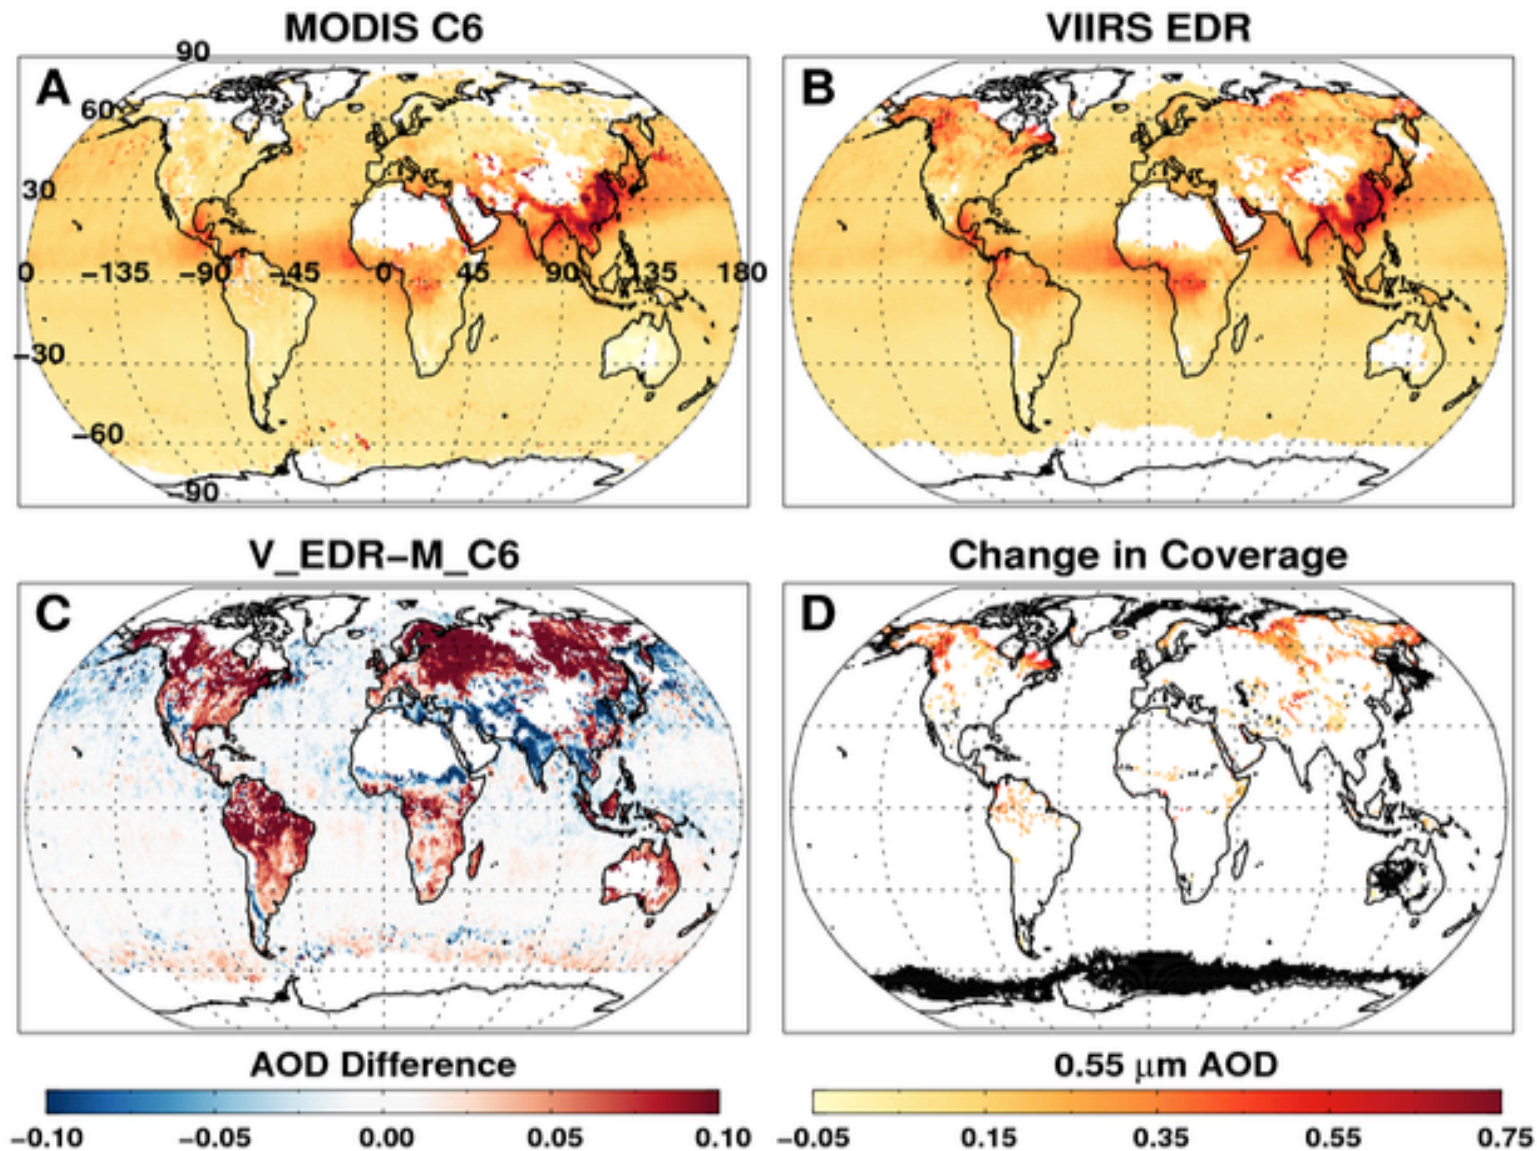 MODIS C6
VIIRS EDR
A
B
90
60
30
0 −135 −90 −45 0 45 90 135 180
−30
−60
−90
V_EDR−M_C6
Change in Coverage
C
D
AOD Difference
0.55 μm AOD
−0.10 −0.05 0.00 0.05 0.10
−0.05 0.15 0.35 0.55 0.75